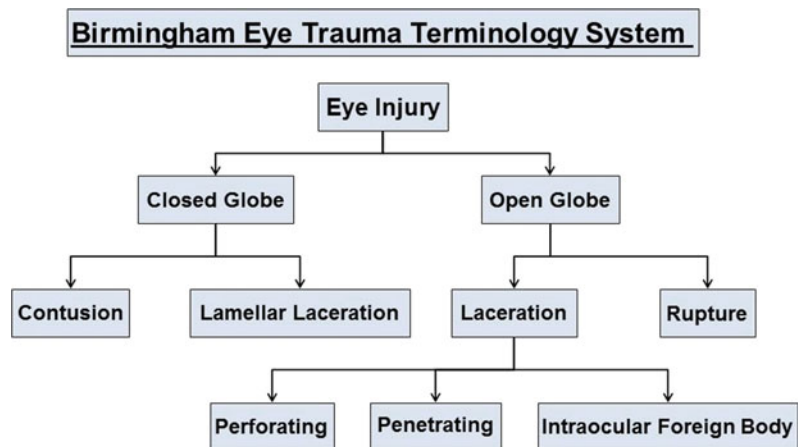 Birmingham Eye Trauma Terminology System
Eye Injury
Closed Globe
Open Globe
Contusion
Lamellar Laceration
Laceration
Rupture
Perforating
Penetrating
Intraocular Foreign Body